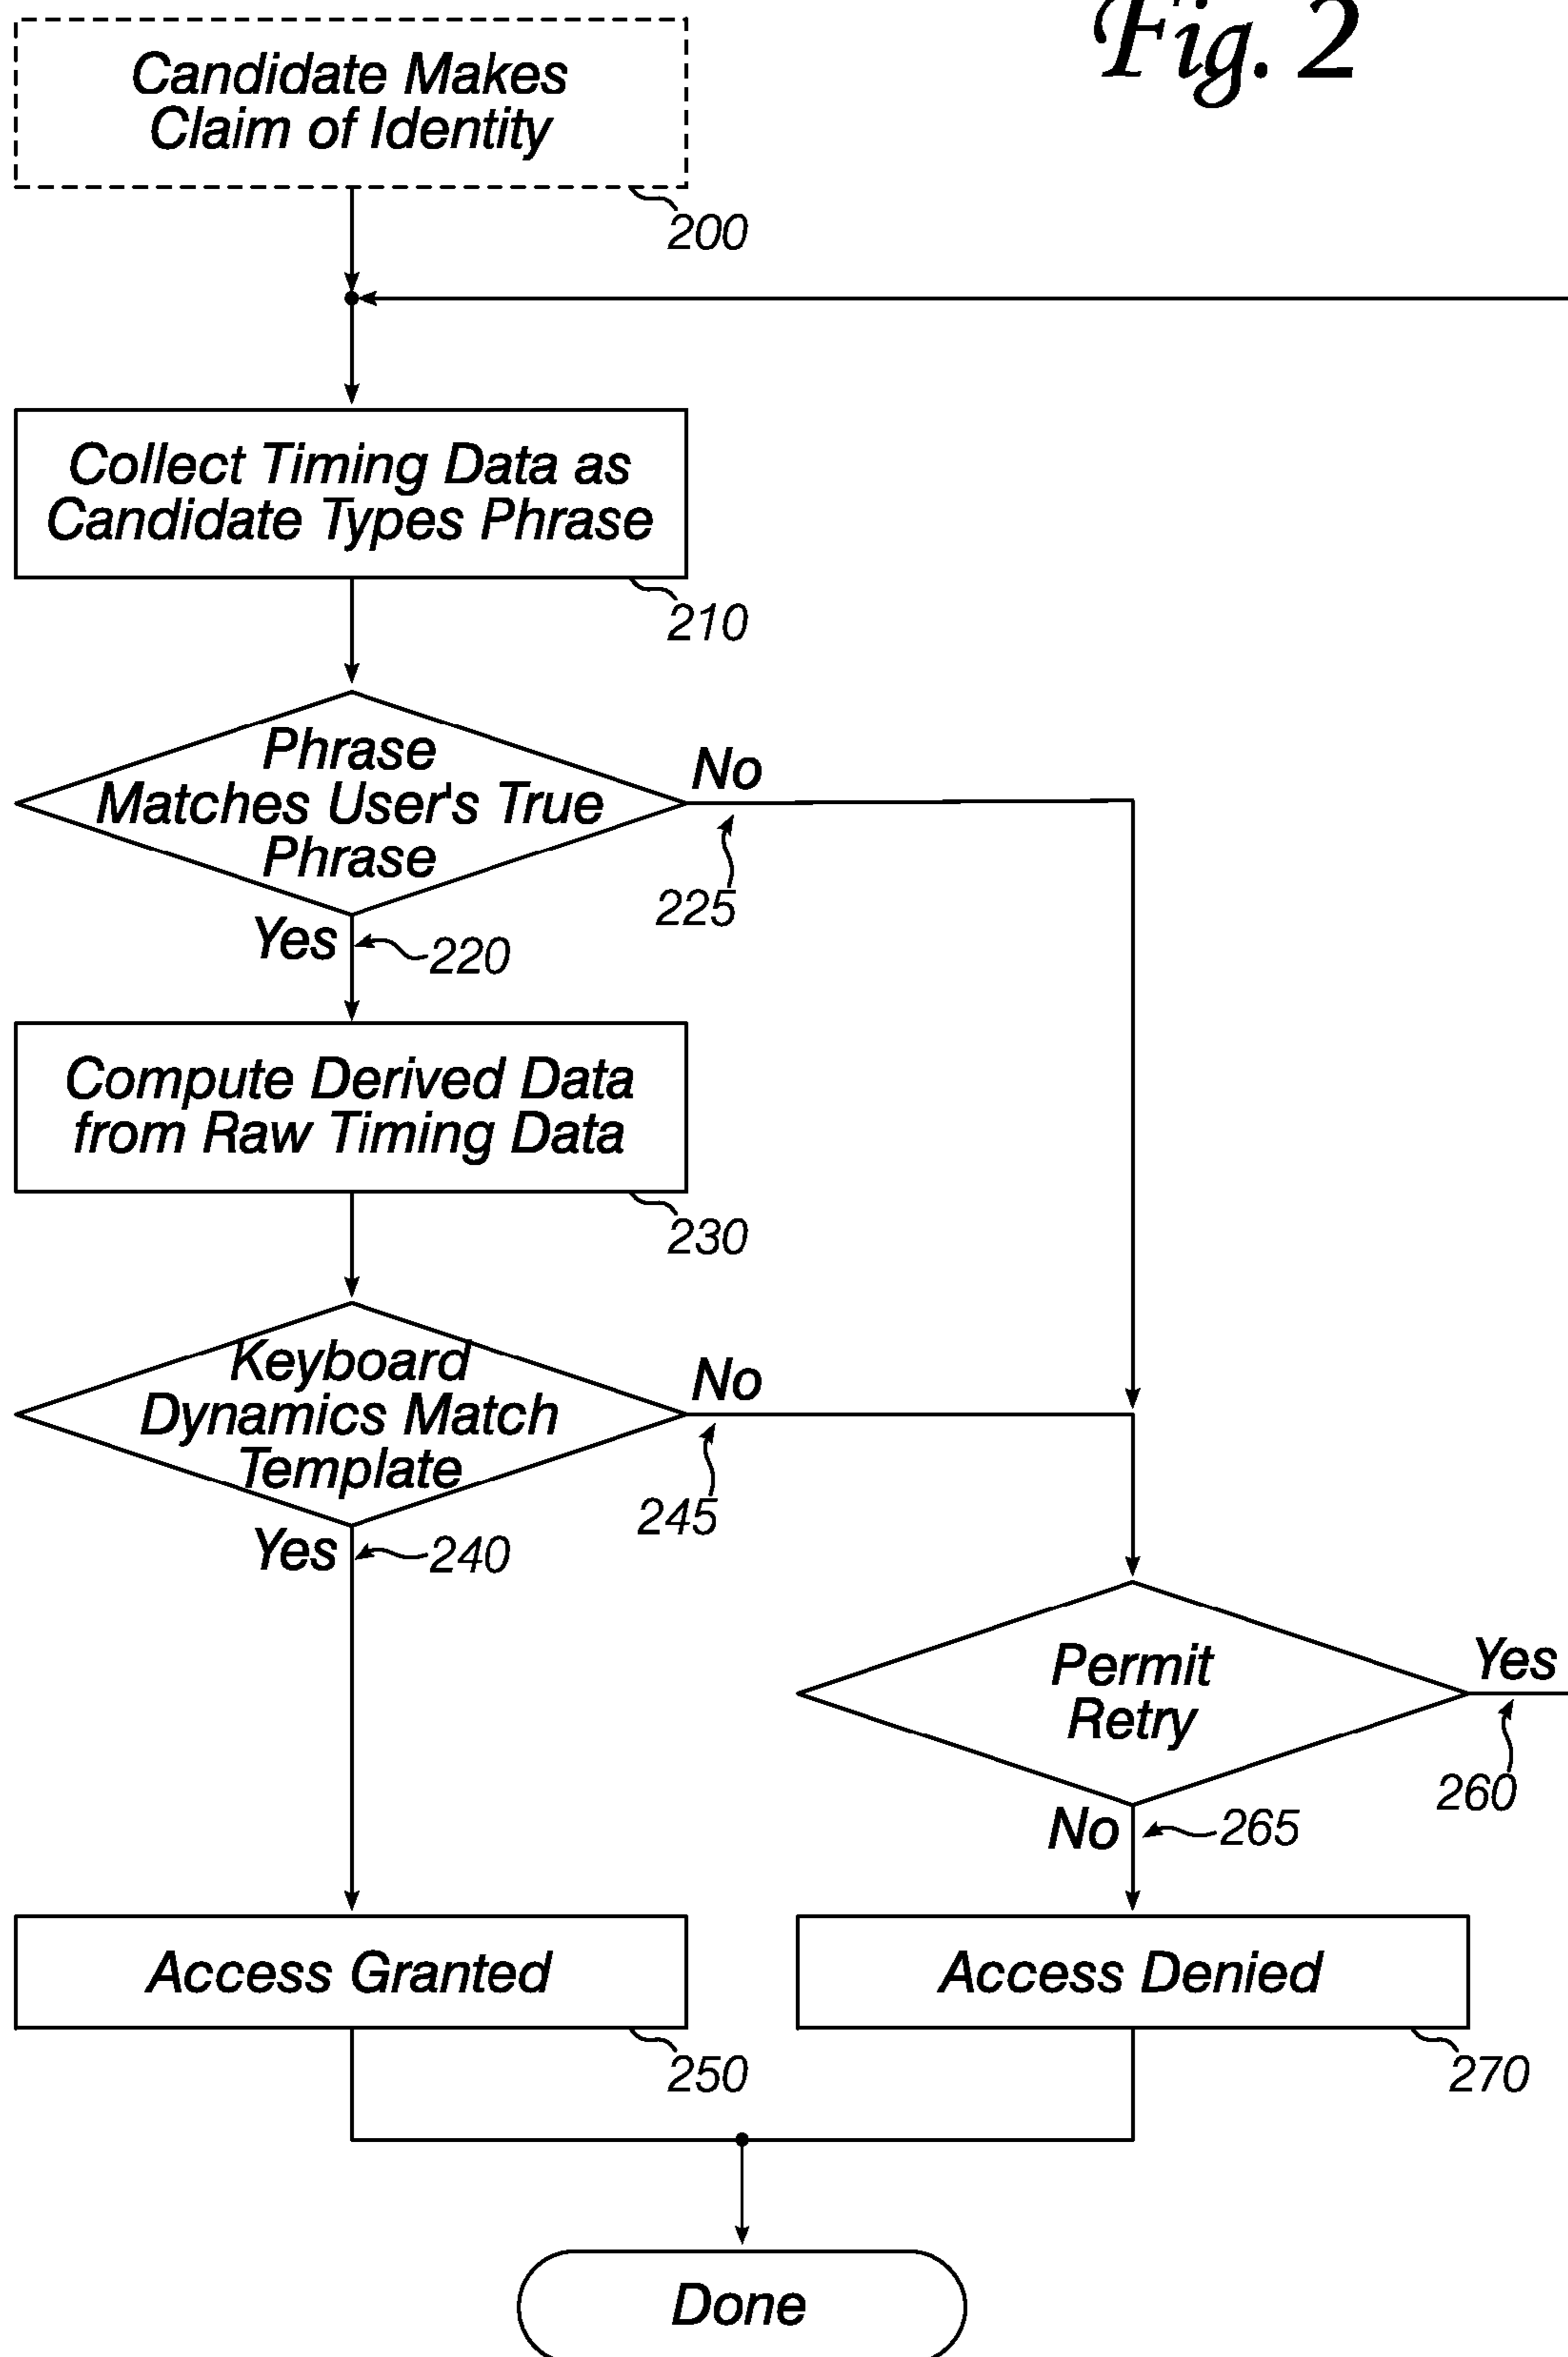 Fig. 2
Candidate Makes
Claim of Identity
200
Collect Timing Data as
Candidate Types Phrase
210
Phrase
Matches User's True
Phrase
No
225
Yes
220
Compute Derived Data
from Raw Timing Data
230
Keyboard
Dynamics Match
Template
No
245
Yes
240
Permit
Retry
Yes
260
No
265
Access Granted
250
Access Denied
270
Done